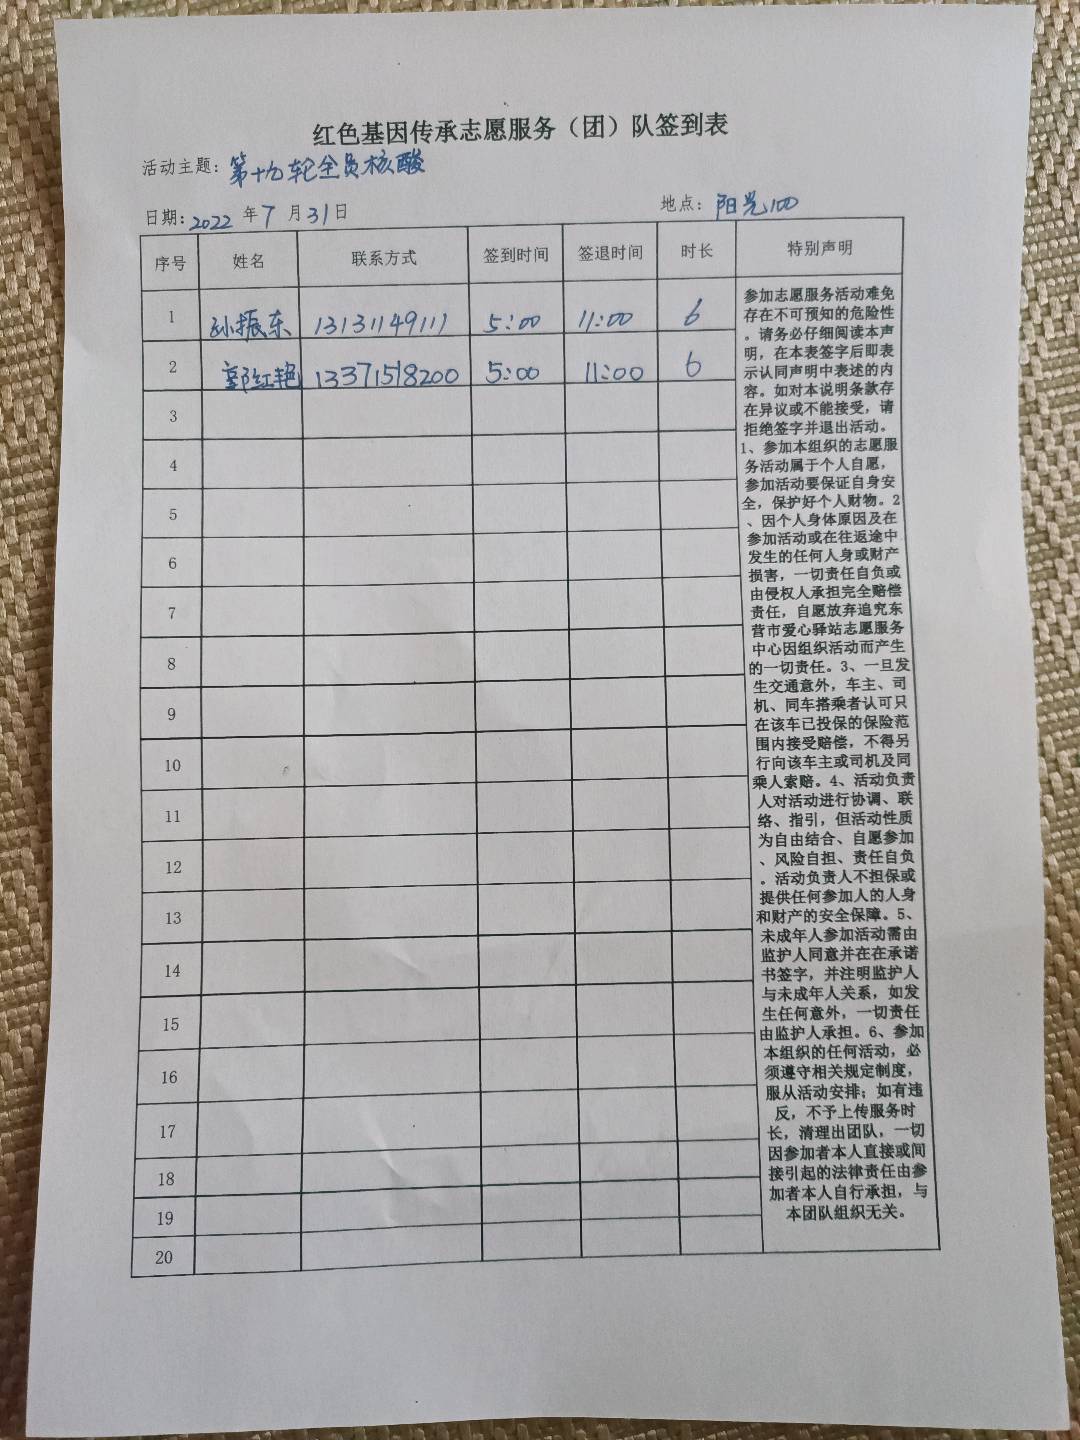 红色基因传承志愿服务（团）队签到表
活动主题：第十九轮全员核酸
日期：2022 年 7 月 31 日 地点：阳光100
序号 姓名 联系方式 签到时间 签退时间 时长 特别声明
1 孙振东 13131149111 5:00 11:00 6
2 郭红艳 13371518200 5:00 11:00 6
3
4
5
6
7
8
9
10
11
12
13
14
15
16
17
18
19
20
参加志愿服务活动难免
存在不可预知的危险性
。请务必仔细阅读本声
明，在本表签字后即表
示认同声明中表述的内
容。如对本说明条款存
在异议或不能接受，请
拒绝签字并退出活动。
1、参加本组织的志愿服
务活动属于个人自愿，
参加活动要保证自身安
全，保护好个人财物。2
、因个人身体原因及在
参加活动或在往返途中
发生的任何人身或财产
损害，一切责任自负或
由侵权人承担完全赔偿
责任，自愿放弃追究东
营市爱心驿站志愿服务
中心因组织活动而产生
的一切责任。3、一旦发
生交通意外，车主、司
机、同车搭乘者认可只
在该车已投保的保险范
围内接受赔偿，不得另
行向该车主或司机及同
乘人索赔。4、活动负责
人对活动进行协调、联
络、指引，但活动性质
为自由结合、自愿参加
、风险自担、责任自负
。活动负责人不担保或
提供任何参加人的人身
和财产的安全保障。5、
未成年人参加活动需由
监护人同意并在在承诺
书签字，并注明监护人
与未成年人关系，如发
生任何意外，一切责任
由监护人承担。6、参加
本组织的任何活动，必
须遵守相关规定制度，
服从活动安排；如有违
反，不予上传服务时
长，清理出团队，一切
因参加者本人直接或间
接引起的法律责任由参
加者本人自行承担，与
本团队组织无关。